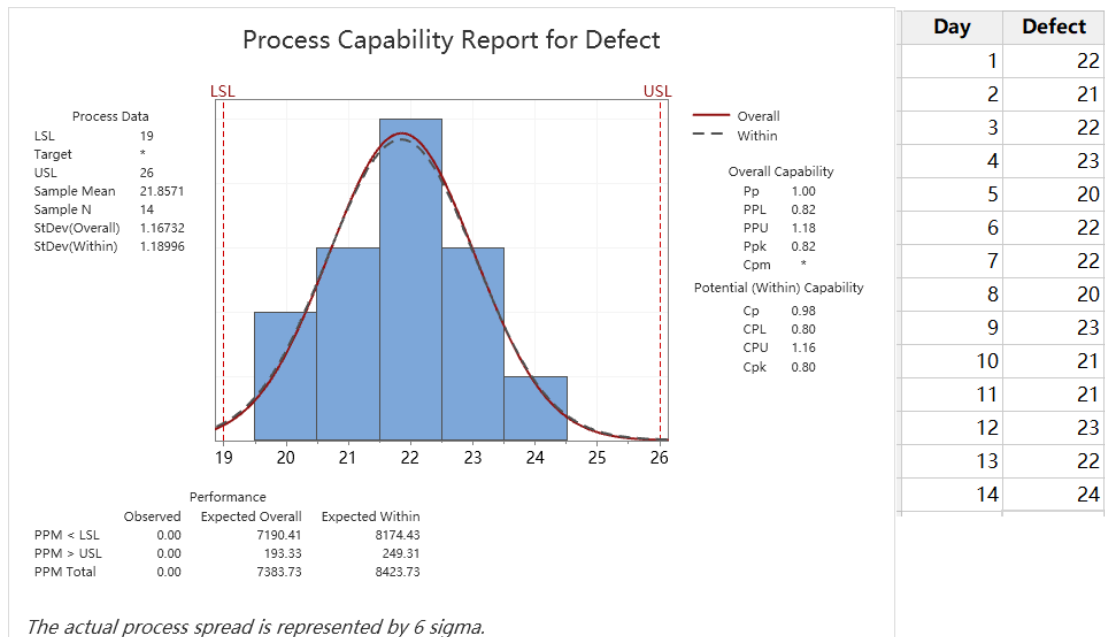 Process Capability Report for Defect
LSL
USL
Process Data
LSL 19
Target *
USL 26
Sample Mean 21.8571
Sample N 14
StDev(Overall) 1.16732
StDev(Within) 1.18996
Overall
Within
Overall Capability
Pp 1.00
PPL 0.82
PPU 1.18
Ppk 0.82
Cpm *
Potential (Within) Capability
Cp 0.98
CPL 0.80
CPU 1.16
Cpk 0.80
19 20 21 22 23 24 25 26
Performance
Observed Expected Overall Expected Within
PPM < LSL 0.00 7190.41 8174.43
PPM > USL 0.00 193.33 249.31
PPM Total 0.00 7383.73 8423.73
The actual process spread is represented by 6 sigma.
Day Defect
1 22
2 21
3 22
4 23
5 20
6 22
7 22
8 20
9 23
10 21
11 21
12 23
13 22
14 24